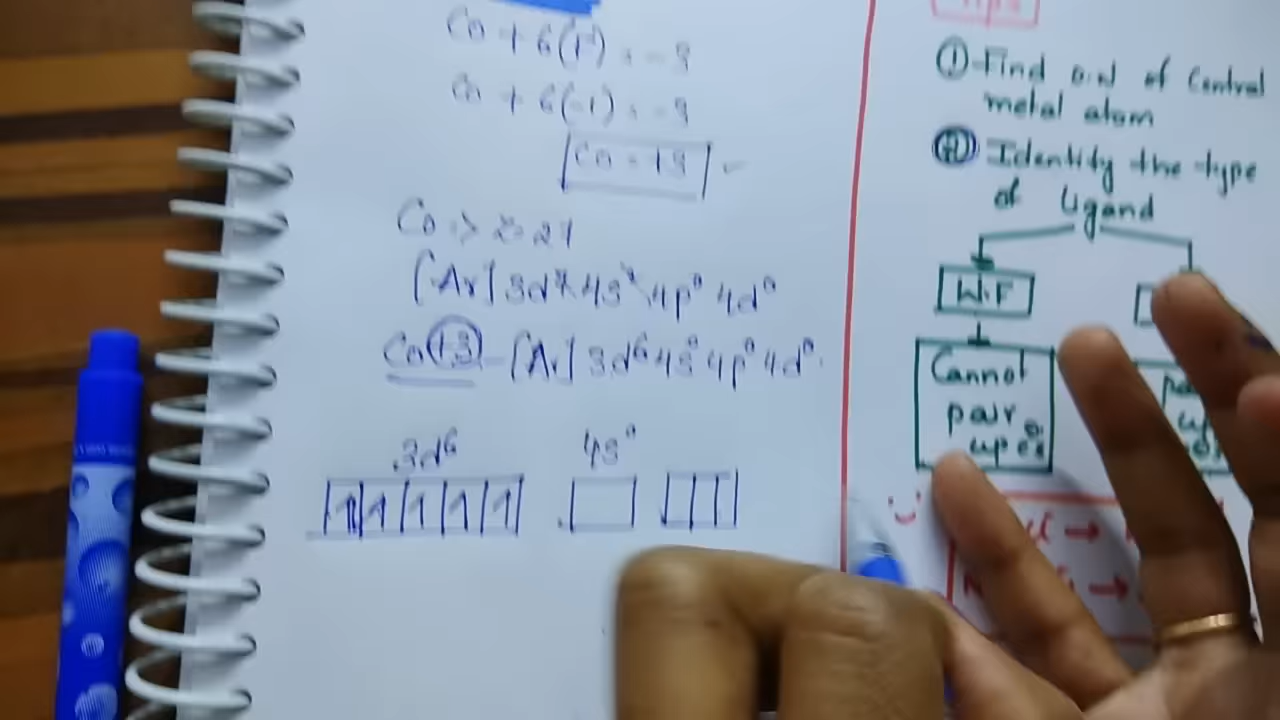 Co + 6(F⁻) = -3
Co + 6(-1) = -3
Co = +3
Co → Z=27
[Ar] 3d⁷ 4s² 4p⁰ 4d⁰
Co+3 - [Ar] 3d⁶ 4s⁰ 4p⁰ 4d⁰
3d⁶ 4s⁰
Tips
① Find O.N of Central
metal atom
② Identify the type
of Ligand
W.F
Cannot
pair
up e⁻s